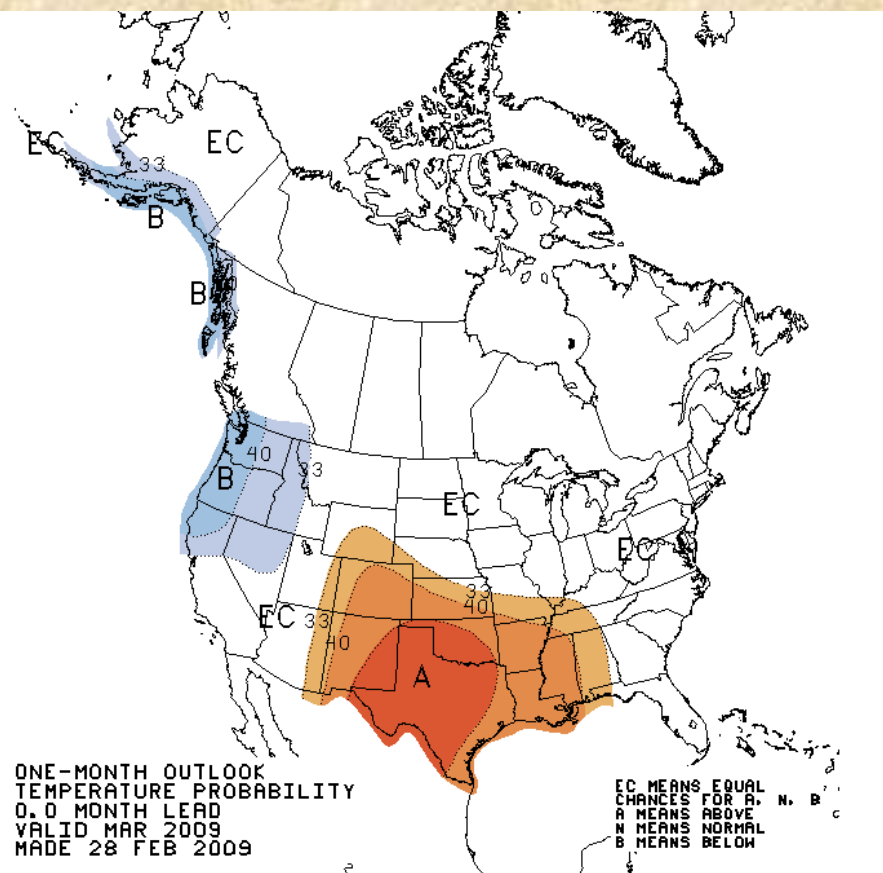 EC
EC
33
B
B
40
33
B
EC
EC
33
40
EC
33
40
A
ONE-MONTH OUTLOOK
TEMPERATURE PROBABILITY
0.0 MONTH LEAD
VALID MAR 2009
MADE 28 FEB 2009
EC MEANS EQUAL
CHANCES FOR A, N, B
A MEANS ABOVE
N MEANS NORMAL
B MEANS BELOW